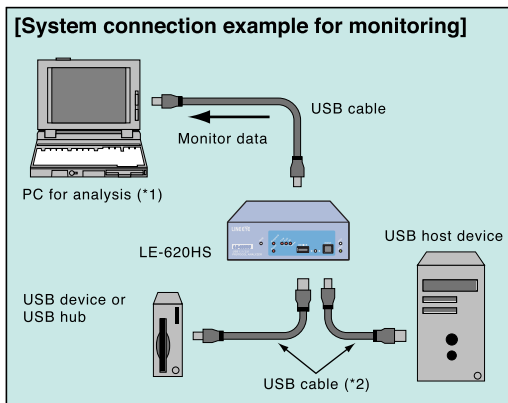 [System connection example for monitoring]
USB cable
Monitor data
PC for analysis (*1)
LE-620HS
USB host device
USB device or
USB hub
USB cable (*2)